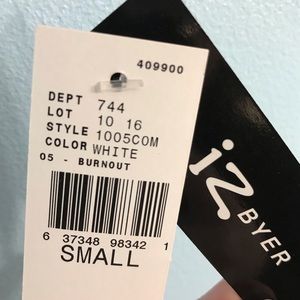 409900
DEPT 744
LOT 10 16
STYLE 1005COM
COLOR WHITE
05 - BURNOUT
6 37348 98342 1
SMALL
iz
BYER